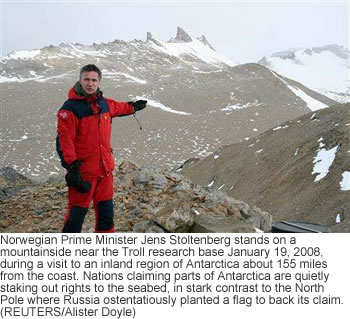 Norwegian Prime Minister Jens Stoltenberg stands on a
mountainside near the Troll research base January 19, 2008,
during a visit to an inland region of Antarctica about 155 miles
from the coast. Nations claiming parts of Antarctica are quietly
staking out rights to the seabed, in stark contrast to the North
Pole where Russia ostentatiously planted a flag to back its claim.
(REUTERS/Alister Doyle)